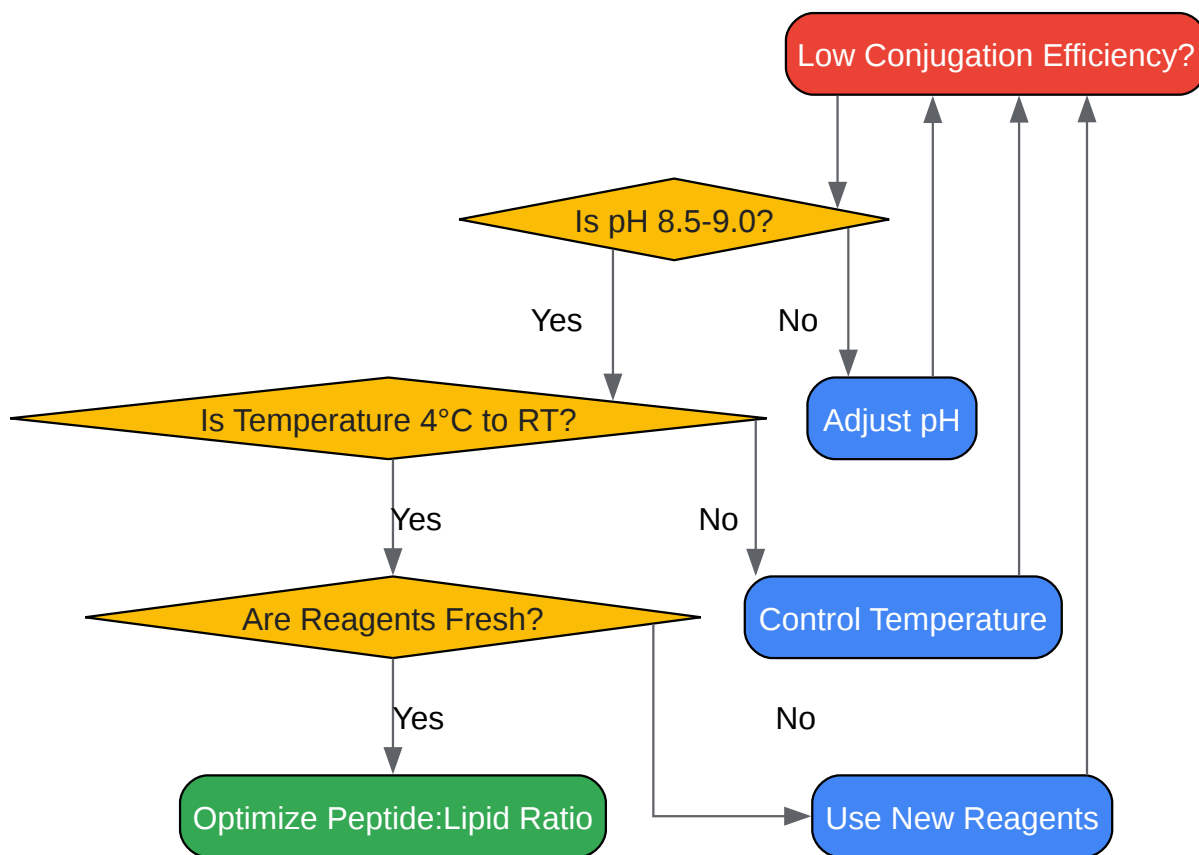 Low Conjugation Efficiency?
Is pH 8.5-9.0?
Yes
No
Is Temperature 4°C to RT?
Adjust pH
Yes
No
Are Reagents Fresh?
Control Temperature
Yes
No
Optimize Peptide:Lipid Ratio
Use New Reagents